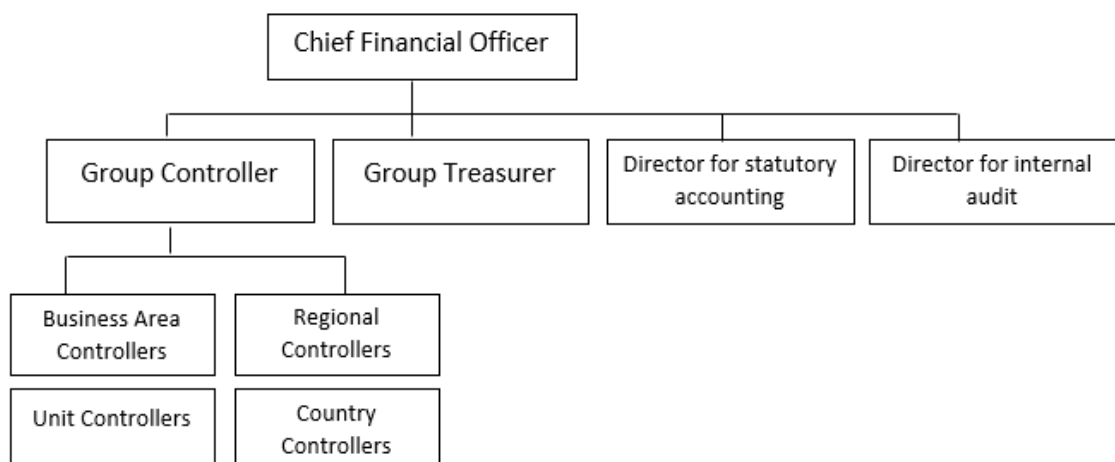 Chief Financial Officer
Group Controller
Group Treasurer
Director for statutory
accounting
Director for internal
audit
Business Area
Controllers
Regional
Controllers
Unit Controllers
Country
Controllers